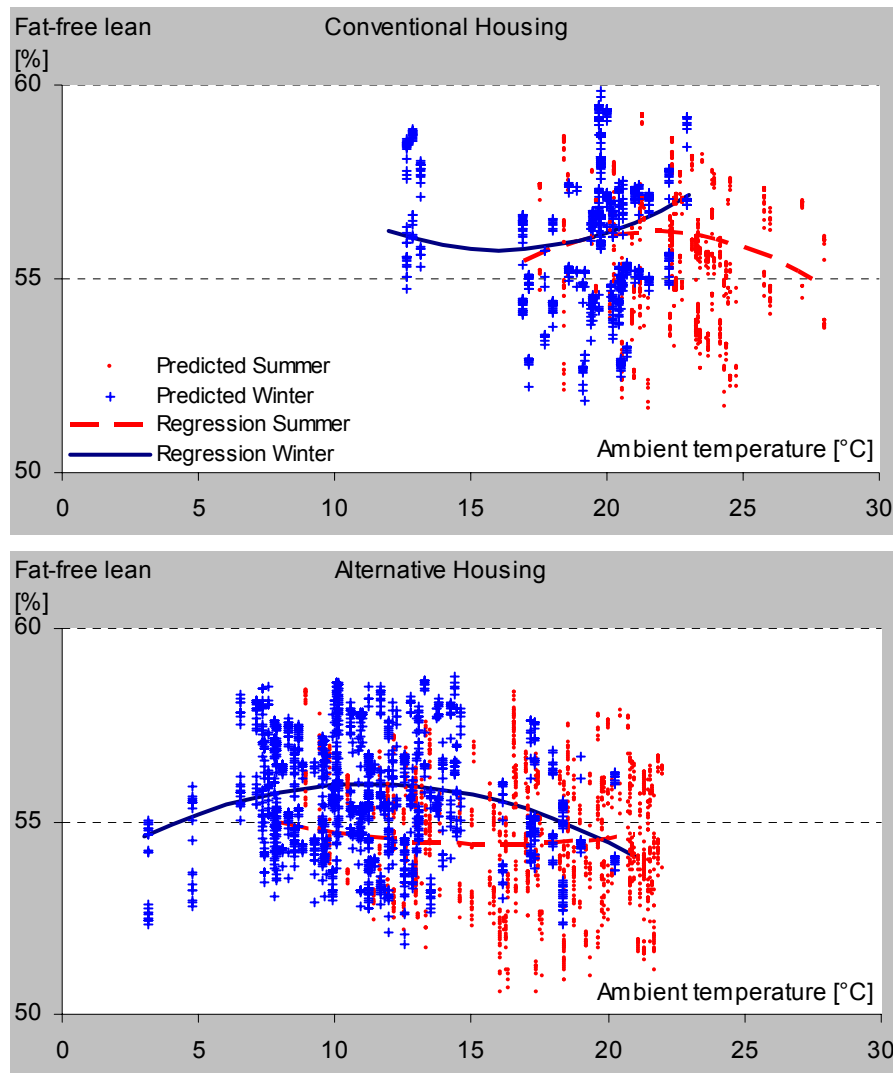 Fat-free lean Conventional Housing
[%]
60
55
Predicted Summer
Predicted Winter
Regression Summer
Regression Winter
Ambient temperature [°C]
50
0 5 10 15 20 25 30
Fat-free lean Alternative Housing
[%]
60
55
Ambient temperature [°C]
50
0 5 10 15 20 25 30